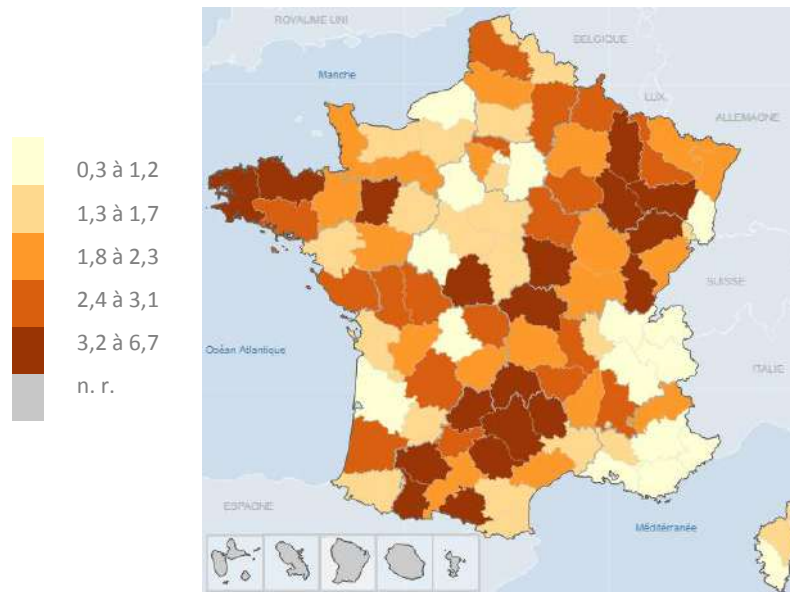 ROYAUME UNI
BELGIQUE
Manche
LUX.
ALLEMAGNE
0,3 à 1,2
1,3 à 1,7
1,8 à 2,3
2,4 à 3,1
3,2 à 6,7
n. r.
SUISSE
Océan Atlantique
ITALIE
ESPAGNE
Méditérranée